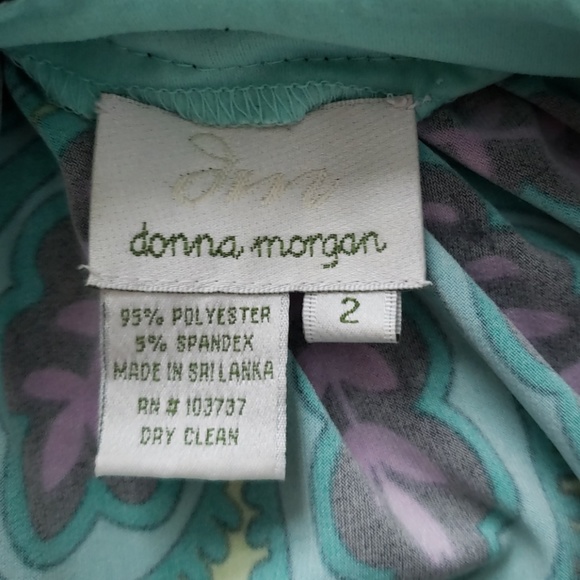 donna morgan
2
95% POLYESTER
5% SPANDEX
MADE IN SRI LANKA
RN # 103737
DRY CLEAN